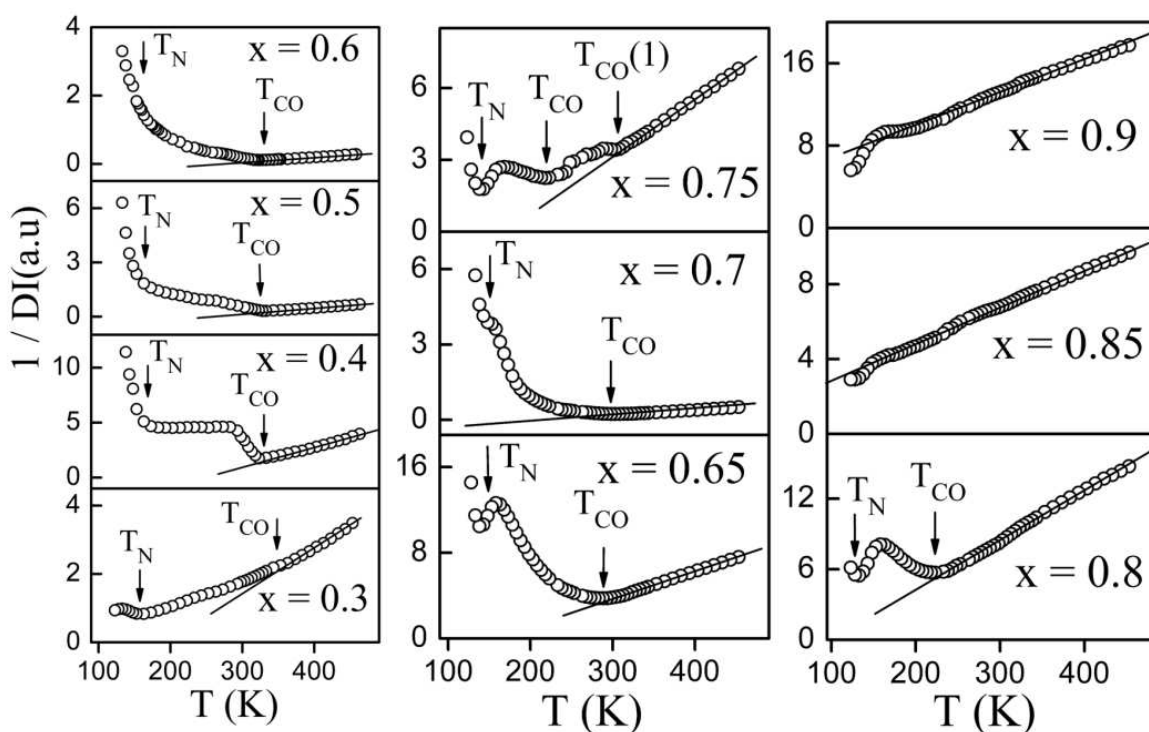 1 / DI(a.u)
4
2
0
T_N
T_CO
x = 0.6
6
4
2
0
T_N
T_CO
x = 0.5
10
5
0
T_N
T_CO
x = 0.4
4
2
0
T_N
T_CO
x = 0.3
100 200 300 400
T (K)
6
3
0
T_N
T_CO
T_CO(1)
x = 0.75
6
3
0
T_N
T_CO
x = 0.7
16
12
8
4
0
T_N
T_CO
x = 0.65
100 200 300 400
T (K)
16
8
0
x = 0.9
8
4
0
x = 0.85
12
6
0
T_N
T_CO
x = 0.8
100 200 300 400
T (K)